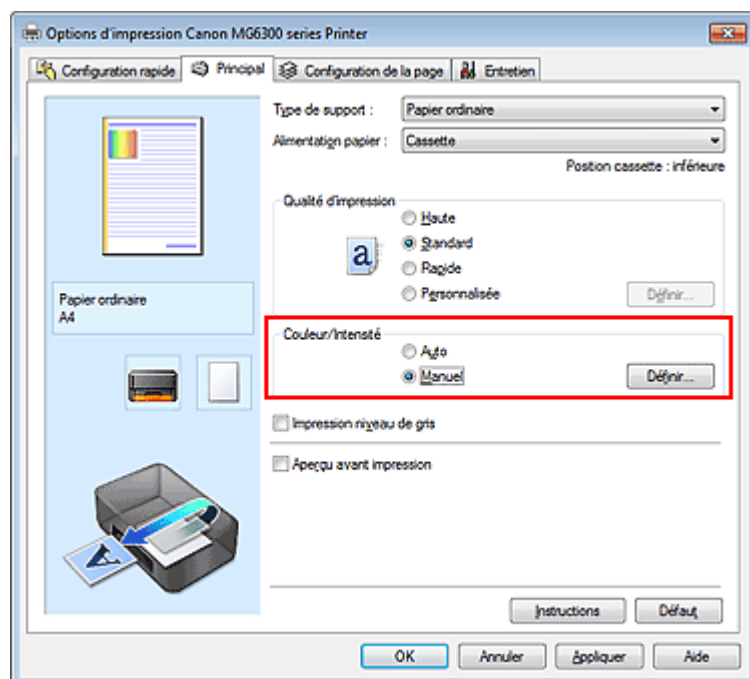 Options d'impression Canon MG6300 series Printer
Configuration rapide Principal Configuration de la page Entretien
Type de support : Papier ordinaire
Alimentation papier : Cassette
Position cassette : inférieure
Qualité d'impression
Haute
a Standard
Rapide
Personnalisée Définir...
Papier ordinaire
A4
Couleur/Intensité
Auto
Manuel Définir...
Impression niveau de gris
Aperçu avant impression
A
Instructions Défaut
OK Annuler Appliquer Aide